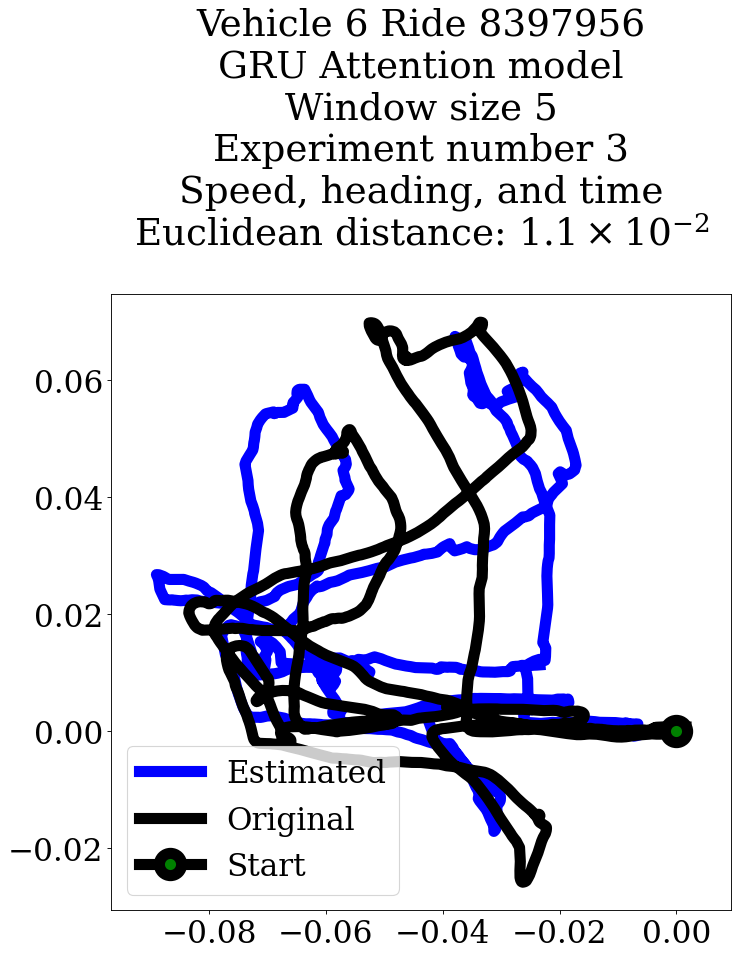 Vehicle 6 Ride 8397956
GRU Attention model
Window size 5
Experiment number 3
Speed, heading, and time
Euclidean distance: 1.1 × 10⁻²
0.06
0.04
0.02
0.00
−0.02
Estimated
Original
Start
−0.08 −0.06 −0.04 −0.02 0.00